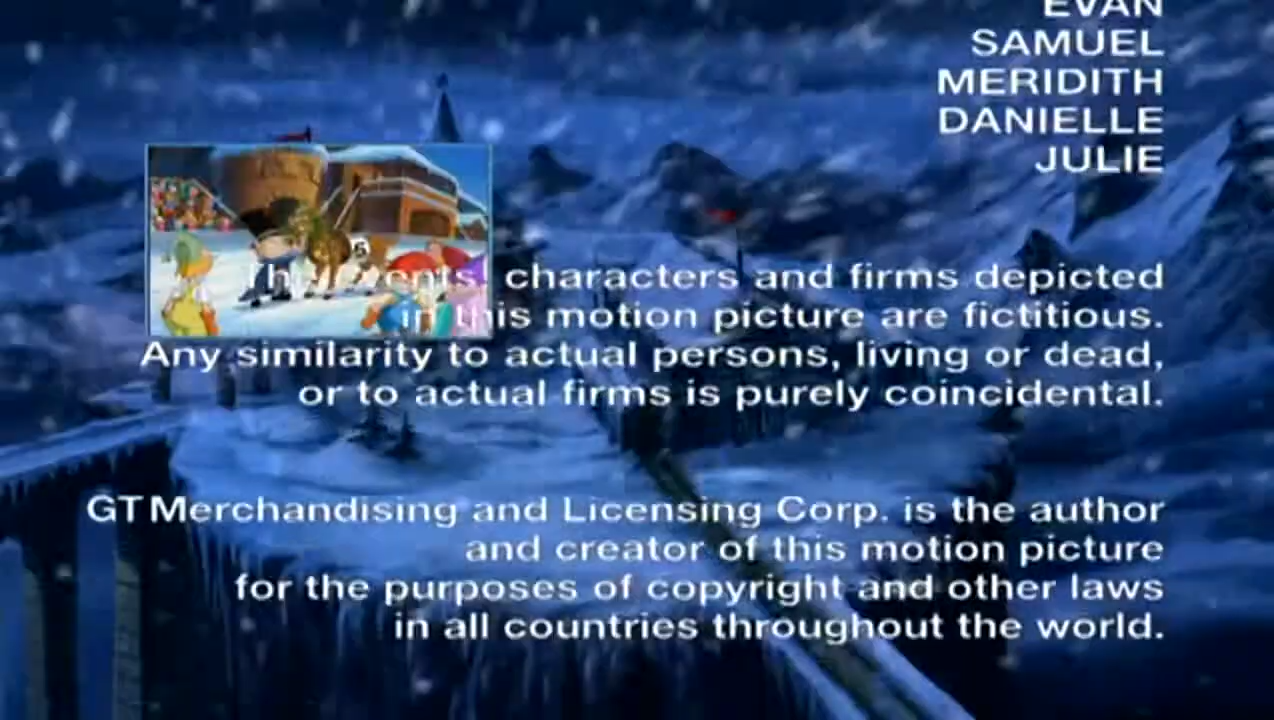 EVAN
SAMUEL
MERIDITH
DANIELLE
JULIE
The events, characters and firms depicted
in this motion picture are fictitious.
Any similarity to actual persons, living or dead,
or to actual firms is purely coincidental.
GT Merchandising and Licensing Corp. is the author
and creator of this motion picture
for the purposes of copyright and other laws
in all countries throughout the world.